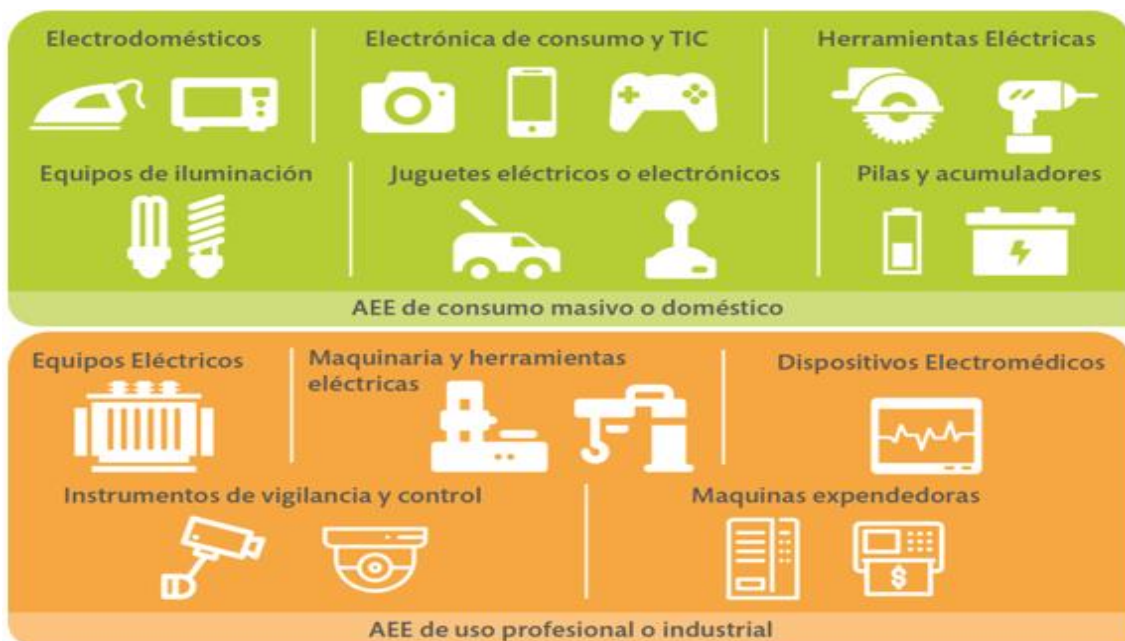 Electrodomésticos
Electrónica de consumo y TIC
Herramientas Eléctricas
Equipos de iluminación
Juguetes eléctricos o electrónicos
Pilas y acumuladores
AEE de consumo masivo o doméstico
Equipos Eléctricos
Maquinaria y herramientas
eléctricas
Dispositivos Electromédicos
Instrumentos de vigilancia y control
Maquinas expendedoras
$
AEE de uso profesional o industrial